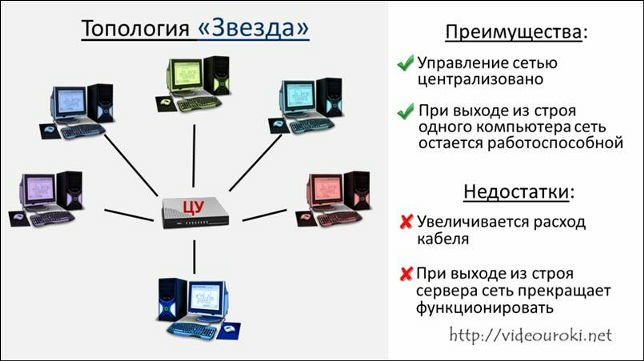 Топология «Звезда»
ЦУ
Преимущества:
Управление сетью
централизовано
При выходе из строя
одного компьютера сеть
остается работоспособной
Недостатки:
Увеличивается расход
кабеля
При выходе из строя
сервера сеть прекращает
функционировать
http://videouroki.net